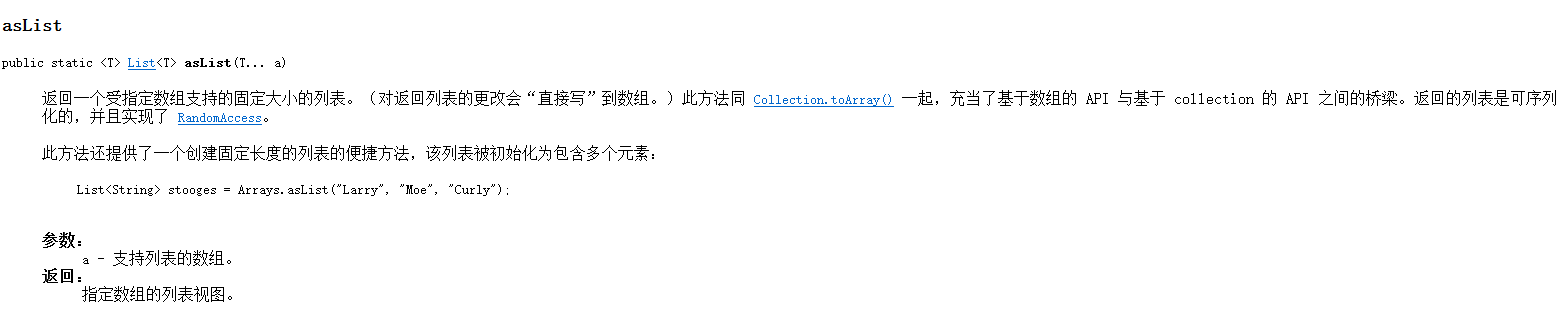 asList
public static <T> List<T> asList(T... a)
返回一个受指定数组支持的固定大小的列表。（对返回列表的更改会“直接写”到数组。）此方法同 Collection.toArray() 一起，充当了基于数组的 API 与基于 collection 的 API 之间的桥梁。返回的列表是可序列
化的，并且实现了 RandomAccess。
此方法还提供了一个创建固定长度的列表的便捷方法，该列表被初始化为包含多个元素：
List<String> stooges = Arrays.asList("Larry", "Moe", "Curly");
参数：
a - 支持列表的数组。
返回：
指定数组的列表视图。